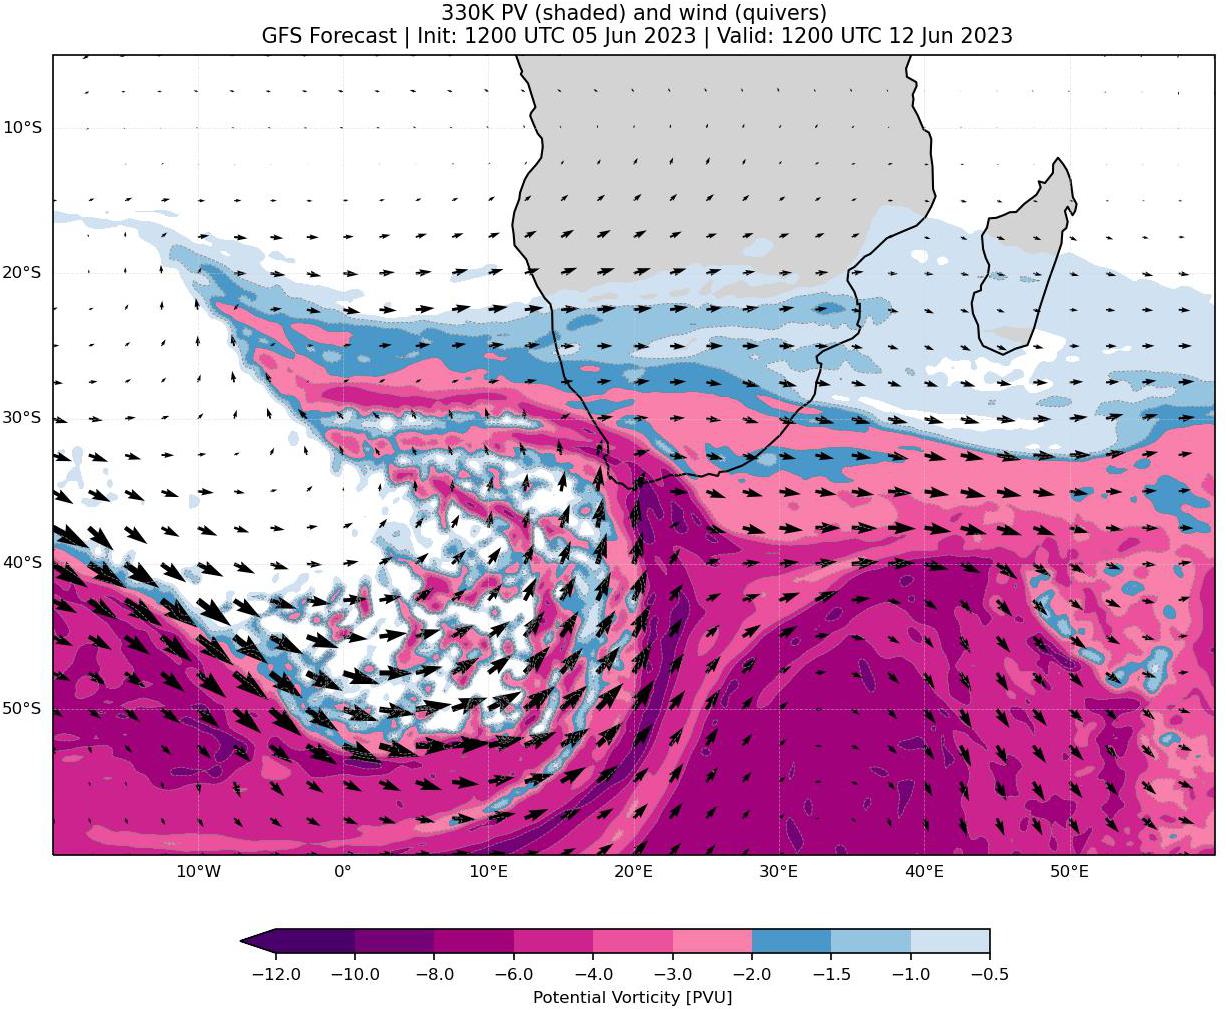 330K PV (shaded) and wind (quivers)
GFS Forecast | Init: 1200 UTC 05 Jun 2023 | Valid: 1200 UTC 12 Jun 2023
10°S
20°S
30°S
40°S
50°S
10°W 0° 10°E 20°E 30°E 40°E 50°E
−12.0 −10.0 −8.0 −6.0 −4.0 −3.0 −2.0 −1.5 −1.0 −0.5
Potential Vorticity [PVU]